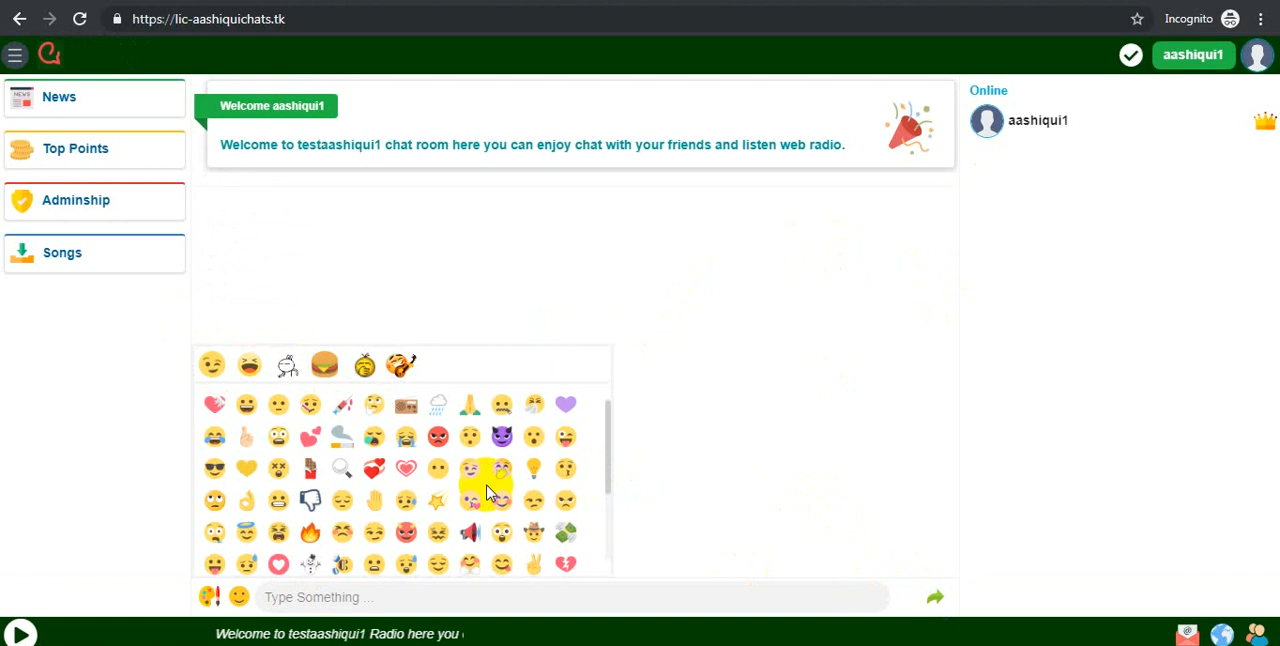 https://lic-aashiquichats.tk
Incognito
aashiqui1
News
Top Points
Adminship
Songs
Welcome aashiqui1
Welcome to testaashiqui1 chat room here you can enjoy chat with your friends and listen web radio.
Online
aashiqui1
Type Something ...
Welcome to testaashiqui1 Radio here you